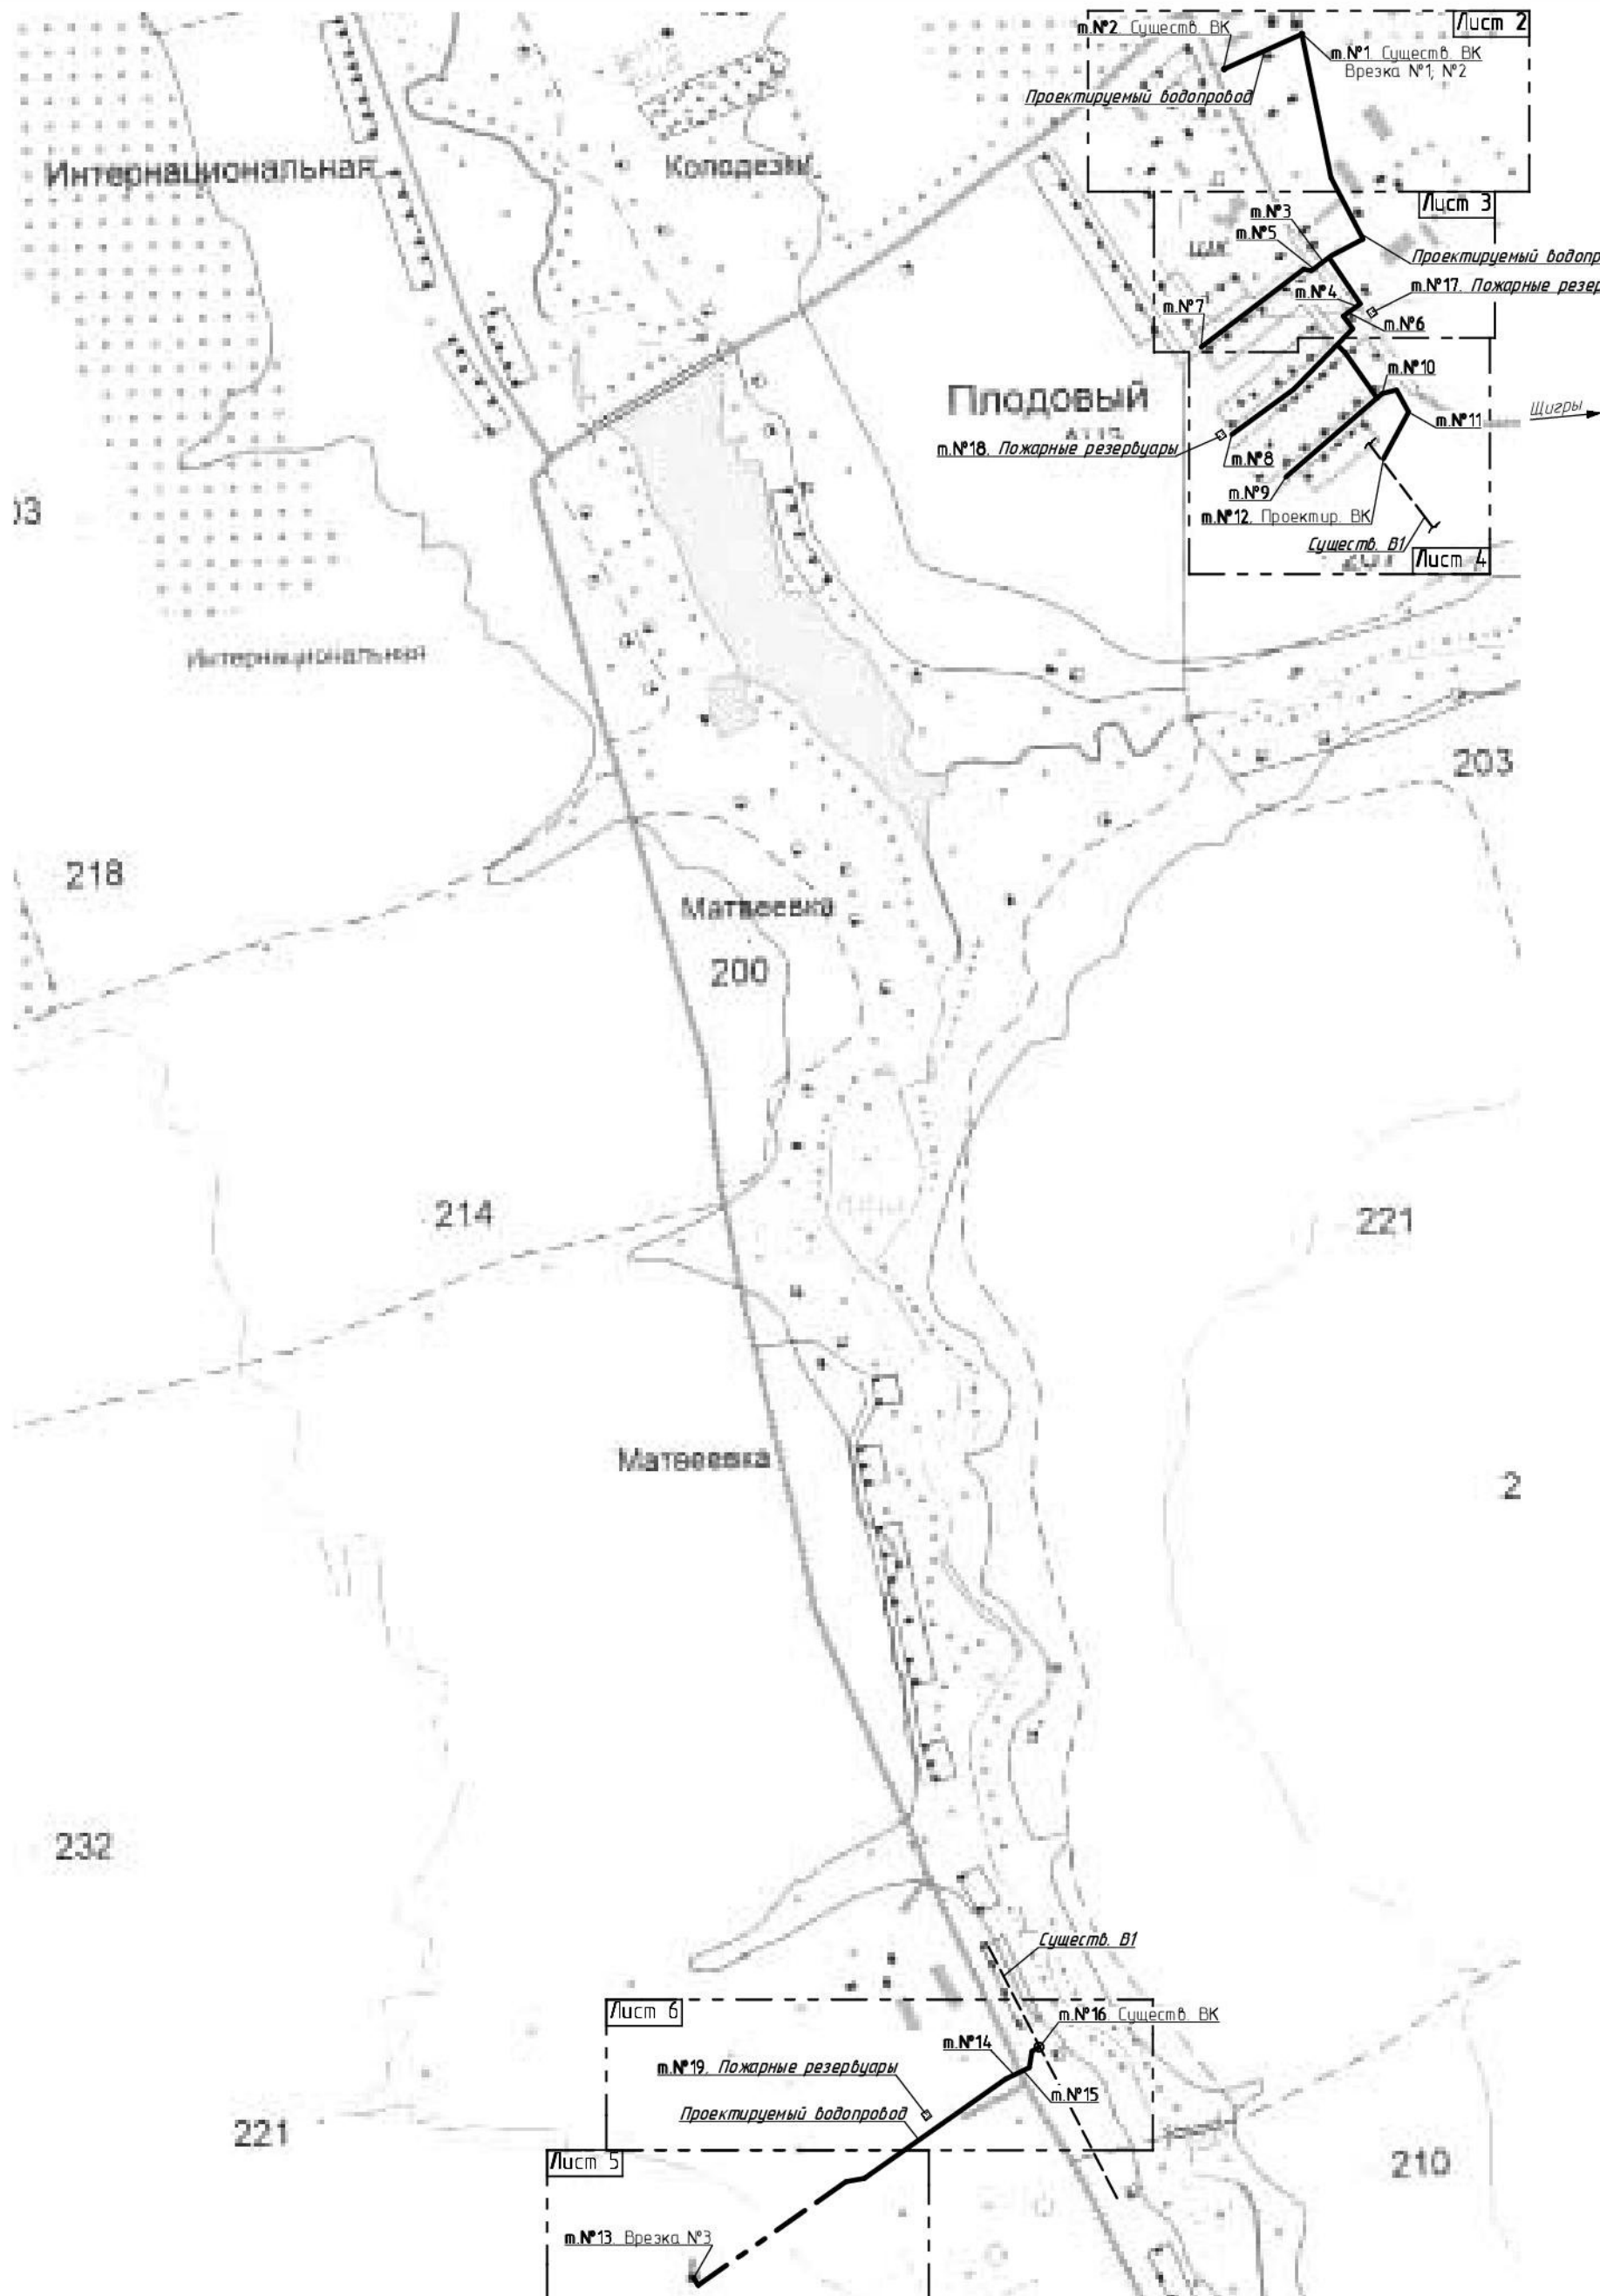 т.№2. Существ. ВК
Лист 2
т.№1 Существ. ВК
Врезка №1, №2
Проектируемый водопровод
Интернациональная
Колодезки
Лист 3
т.№3
т.№5
Проектируемый водопр
т.№17. Пожарные резер
т.№4
т.№7
т.№6
т.№10
Плодовый
Щигры
т.№11
т.№18. Пожарные резервуары
т.№8
т.№9
т.№12. Проектир. ВК
Существ. В1
Лист 4
Интернациональная
203
218
Матвеевка
200
214
221
Матвеевка
2
232
Существ. В1
Лист 6
т.№16 Существ. ВК
т.№14
т.№19. Пожарные резервуары
т.№15
Проектируемый водопровод
221
Лист 5
210
т.№13. Врезка №3